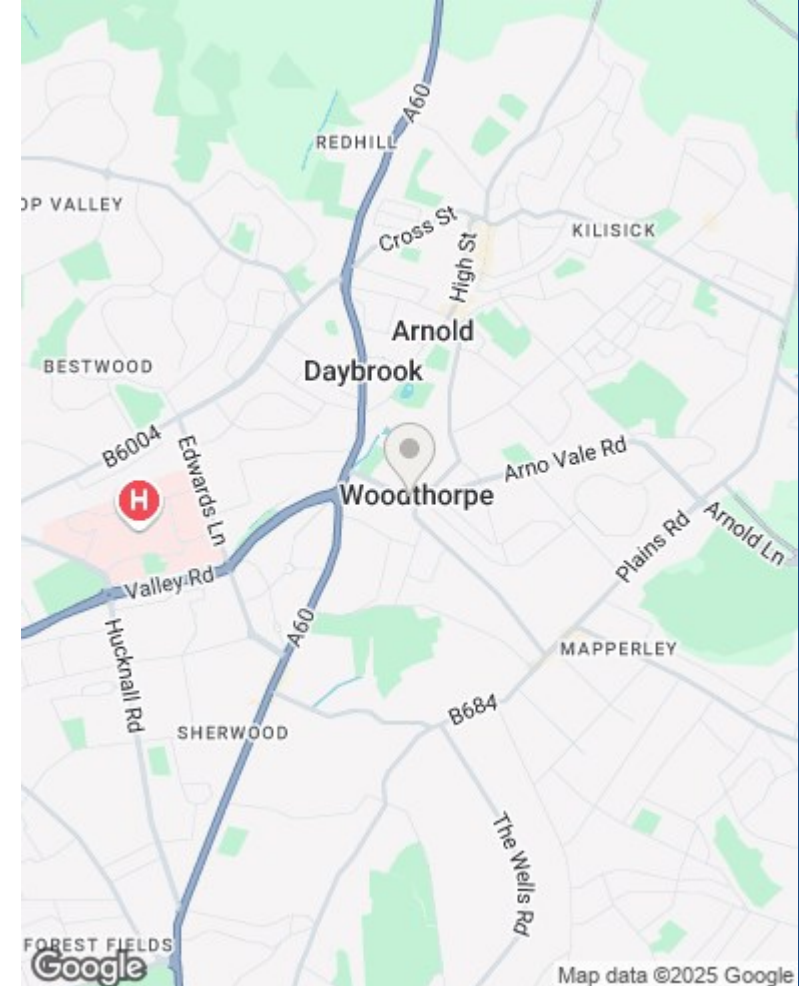 A60
REDHILL
OP VALLEY
Cross St
High St
KILISICK
Arnold
BESTWOOD
Daybrook
B6004
Edwards Ln
Arno Vale Rd
H
Woodthorpe
Arnold Ln
Plains Rd
Valley Rd
Hucknall Rd
A60
MAPPERLEY
B684
SHERWOOD
The Wells Rd
FOREST FIELDS
Google
Map data ©2025 Google